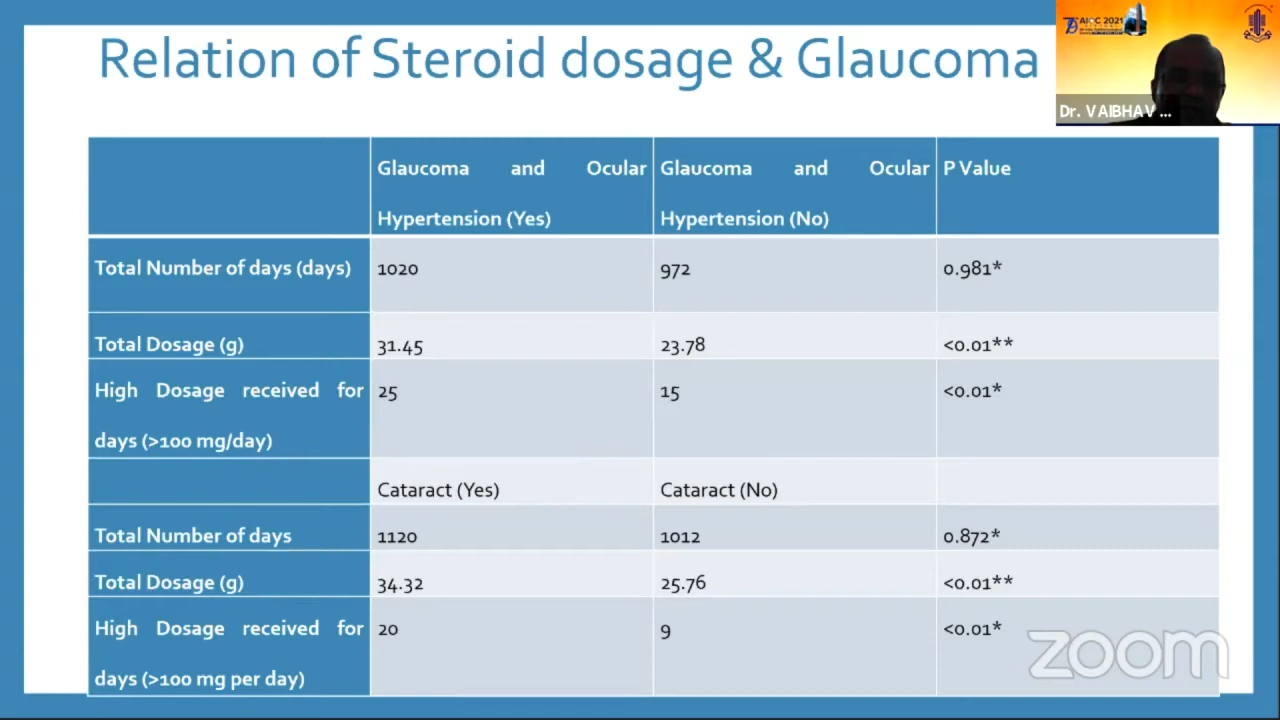 Relation of Steroid dosage & Glaucoma
AIOC 2021
Dr. VAIBHAV ...
Glaucoma and Ocular Hypertension (Yes)
Glaucoma and Ocular Hypertension (No)
P Value
Total Number of days (days) 1020 972 0.981*
Total Dosage (g) 31.45 23.78 <0.01**
High Dosage received for days (>100 mg/day) 25 15 <0.01*
Cataract (Yes) Cataract (No)
Total Number of days 1120 1012 0.872*
Total Dosage (g) 34.32 25.76 <0.01**
High Dosage received for days (>100 mg per day) 20 9 <0.01*
zoom